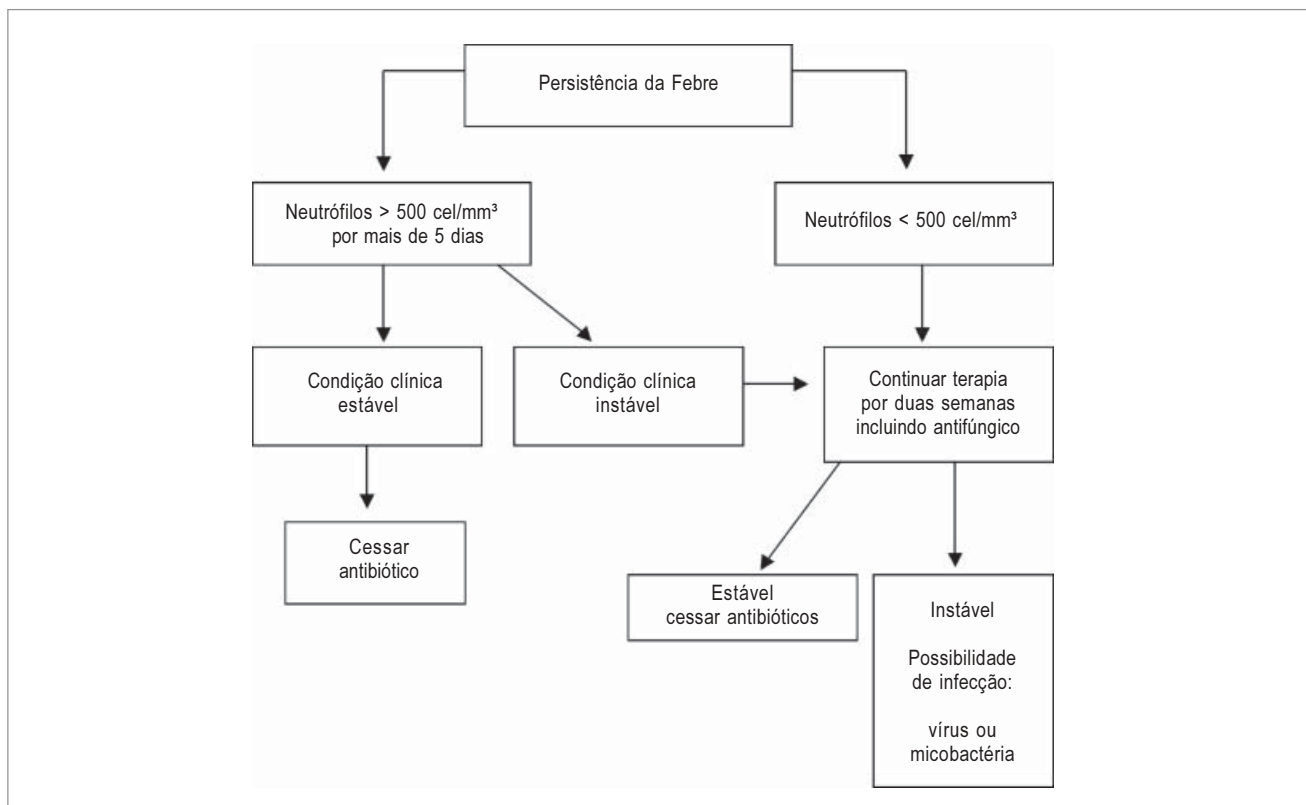 Persistência da Febre
Neutrófilos > 500 cel/mm³
por mais de 5 dias
Neutrófilos < 500 cel/mm³
Condição clínica
estável
Condição clínica
instável
Continuar terapia
por duas semanas
incluindo antifúngico
Cessar
antibiótico
Estável
cessar antibióticos
Instável
Possibilidade
de infecção:
vírus ou
micobactéria